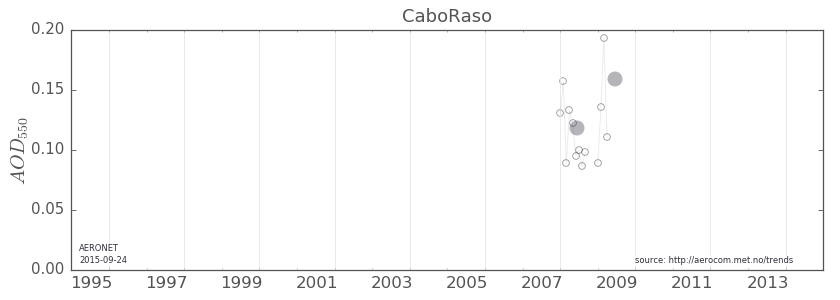 CaboRaso
0.20
0.15
0.10
0.05
0.00
AOD550
AERONET
2015-09-24
source: http://aerocom.met.no/trends
1995 1997 1999 2001 2003 2005 2007 2009 2011 2013